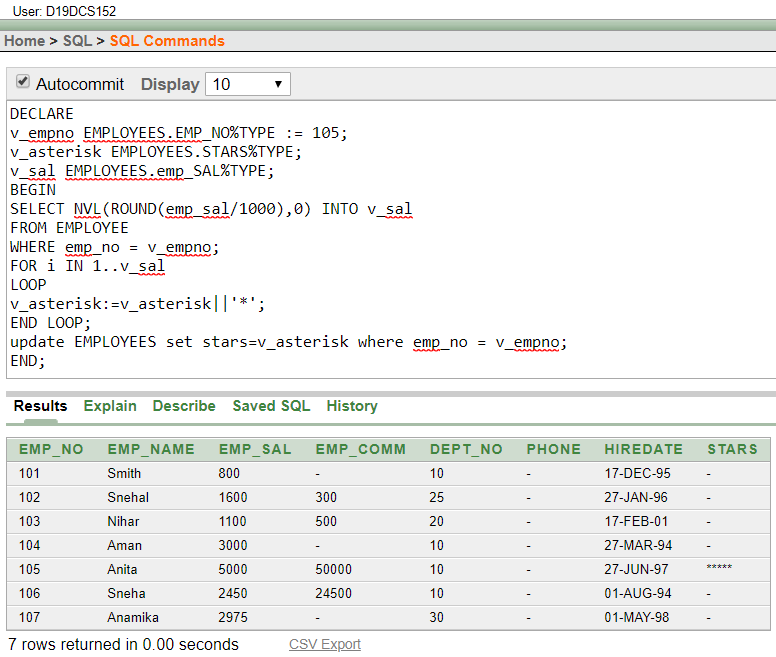 User: D19DCS152
Home > SQL > SQL Commands
Autocommit Display 10
DECLARE
v_empno EMPLOYEES.EMP_NO%TYPE := 105;
v_asterisk EMPLOYEES.STARS%TYPE;
v_sal EMPLOYEES.emp_SAL%TYPE;
BEGIN
SELECT NVL(ROUND(emp_sal/1000),0) INTO v_sal
FROM EMPLOYEE
WHERE emp_no = v_empno;
FOR i IN 1..v_sal
LOOP
v_asterisk:=v_asterisk||'*';
END LOOP;
update EMPLOYEES set stars=v_asterisk where emp_no = v_empno;
END;
Results Explain Describe Saved SQL History
EMP_NO EMP_NAME EMP_SAL EMP_COMM DEPT_NO PHONE HIREDATE STARS
101 Smith 800 - 10 - 17-DEC-95 -
102 Snehal 1600 300 25 - 27-JAN-96 -
103 Nihar 1100 500 20 - 17-FEB-01 -
104 Aman 3000 - 10 - 27-MAR-94 -
105 Anita 5000 50000 10 - 27-JUN-97 *****
106 Sneha 2450 24500 10 - 01-AUG-94 -
107 Anamika 2975 - 30 - 01-MAY-98 -
7 rows returned in 0.00 seconds CSV Export